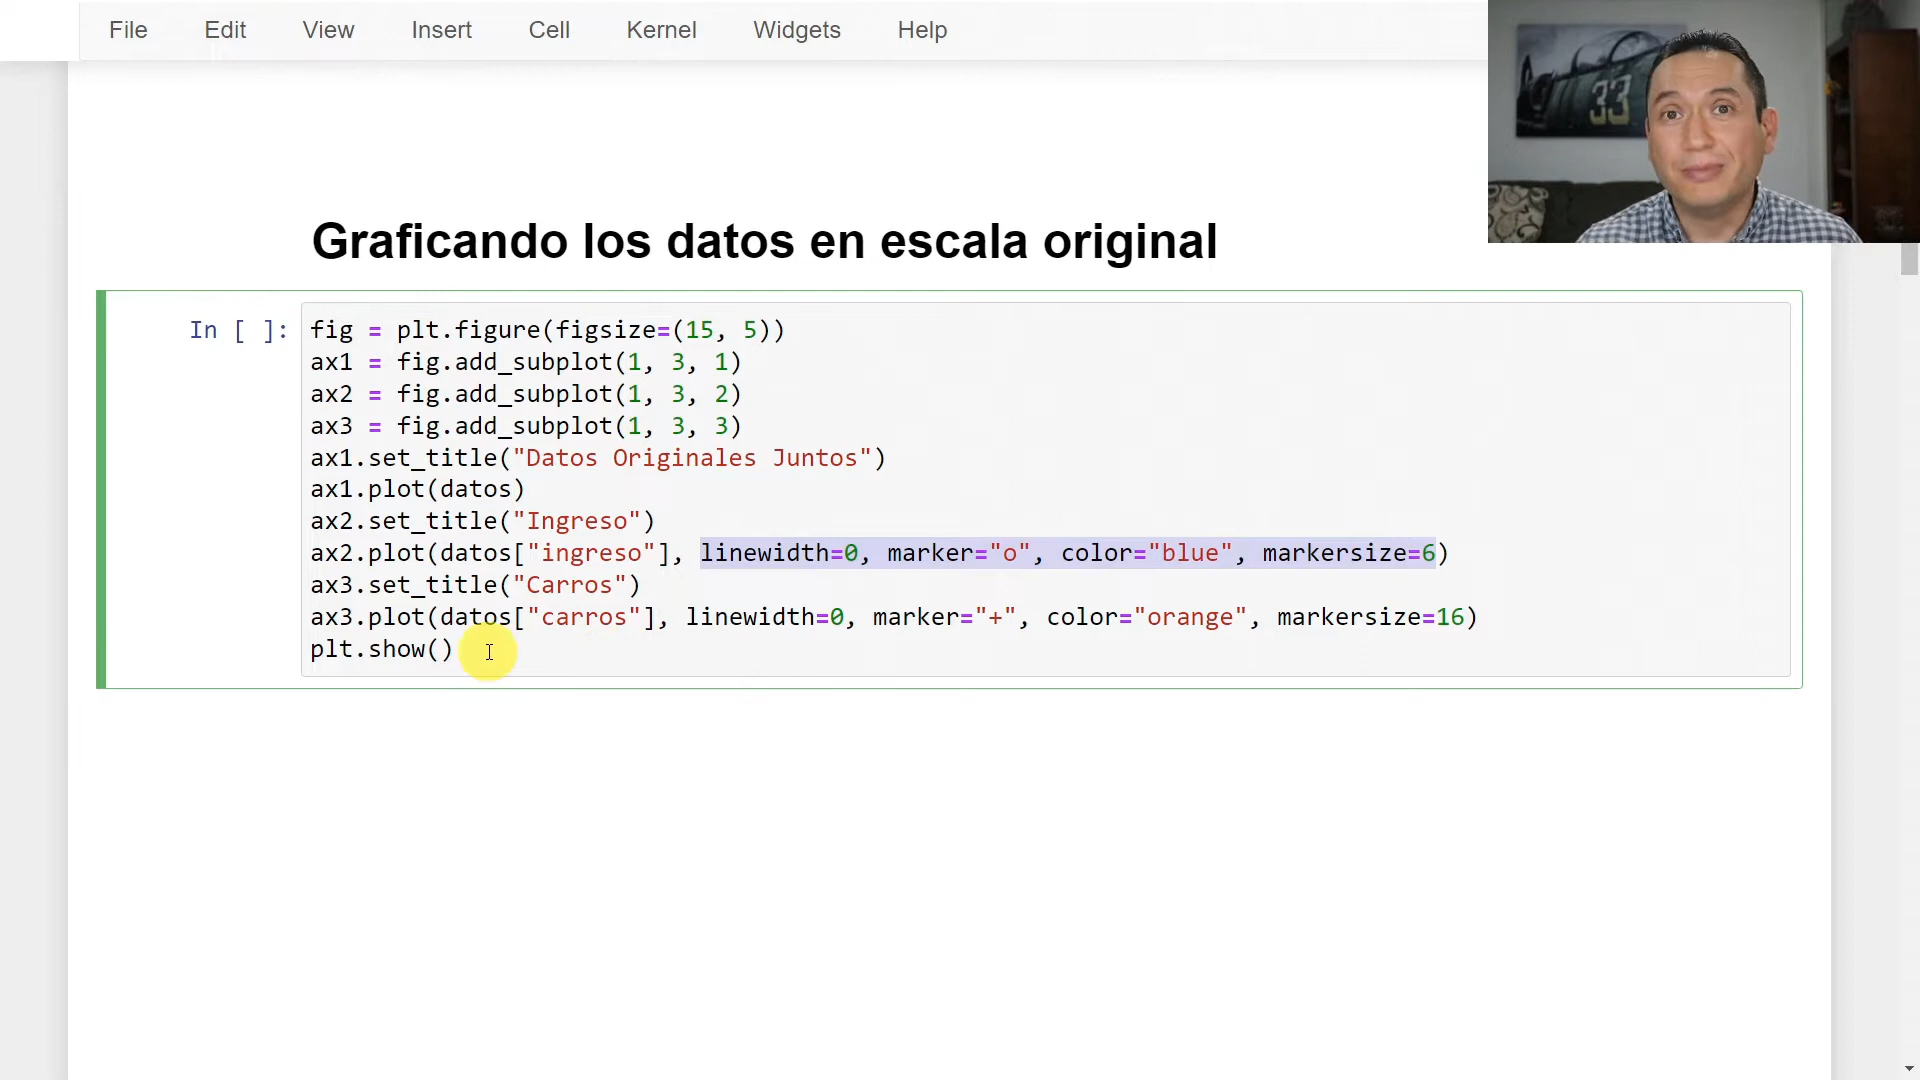 File Edit View Insert Cell Kernel Widgets Help
33
Graficando los datos en escala original
In [ ]:
fig = plt.figure(figsize=(15, 5))
ax1 = fig.add_subplot(1, 3, 1)
ax2 = fig.add_subplot(1, 3, 2)
ax3 = fig.add_subplot(1, 3, 3)
ax1.set_title("Datos Originales Juntos")
ax1.plot(datos)
ax2.set_title("Ingreso")
ax2.plot(datos["ingreso"], linewidth=0, marker="o", color="blue", markersize=6)
ax3.set_title("Carros")
ax3.plot(datos["carros"], linewidth=0, marker="+", color="orange", markersize=16)
plt.show()